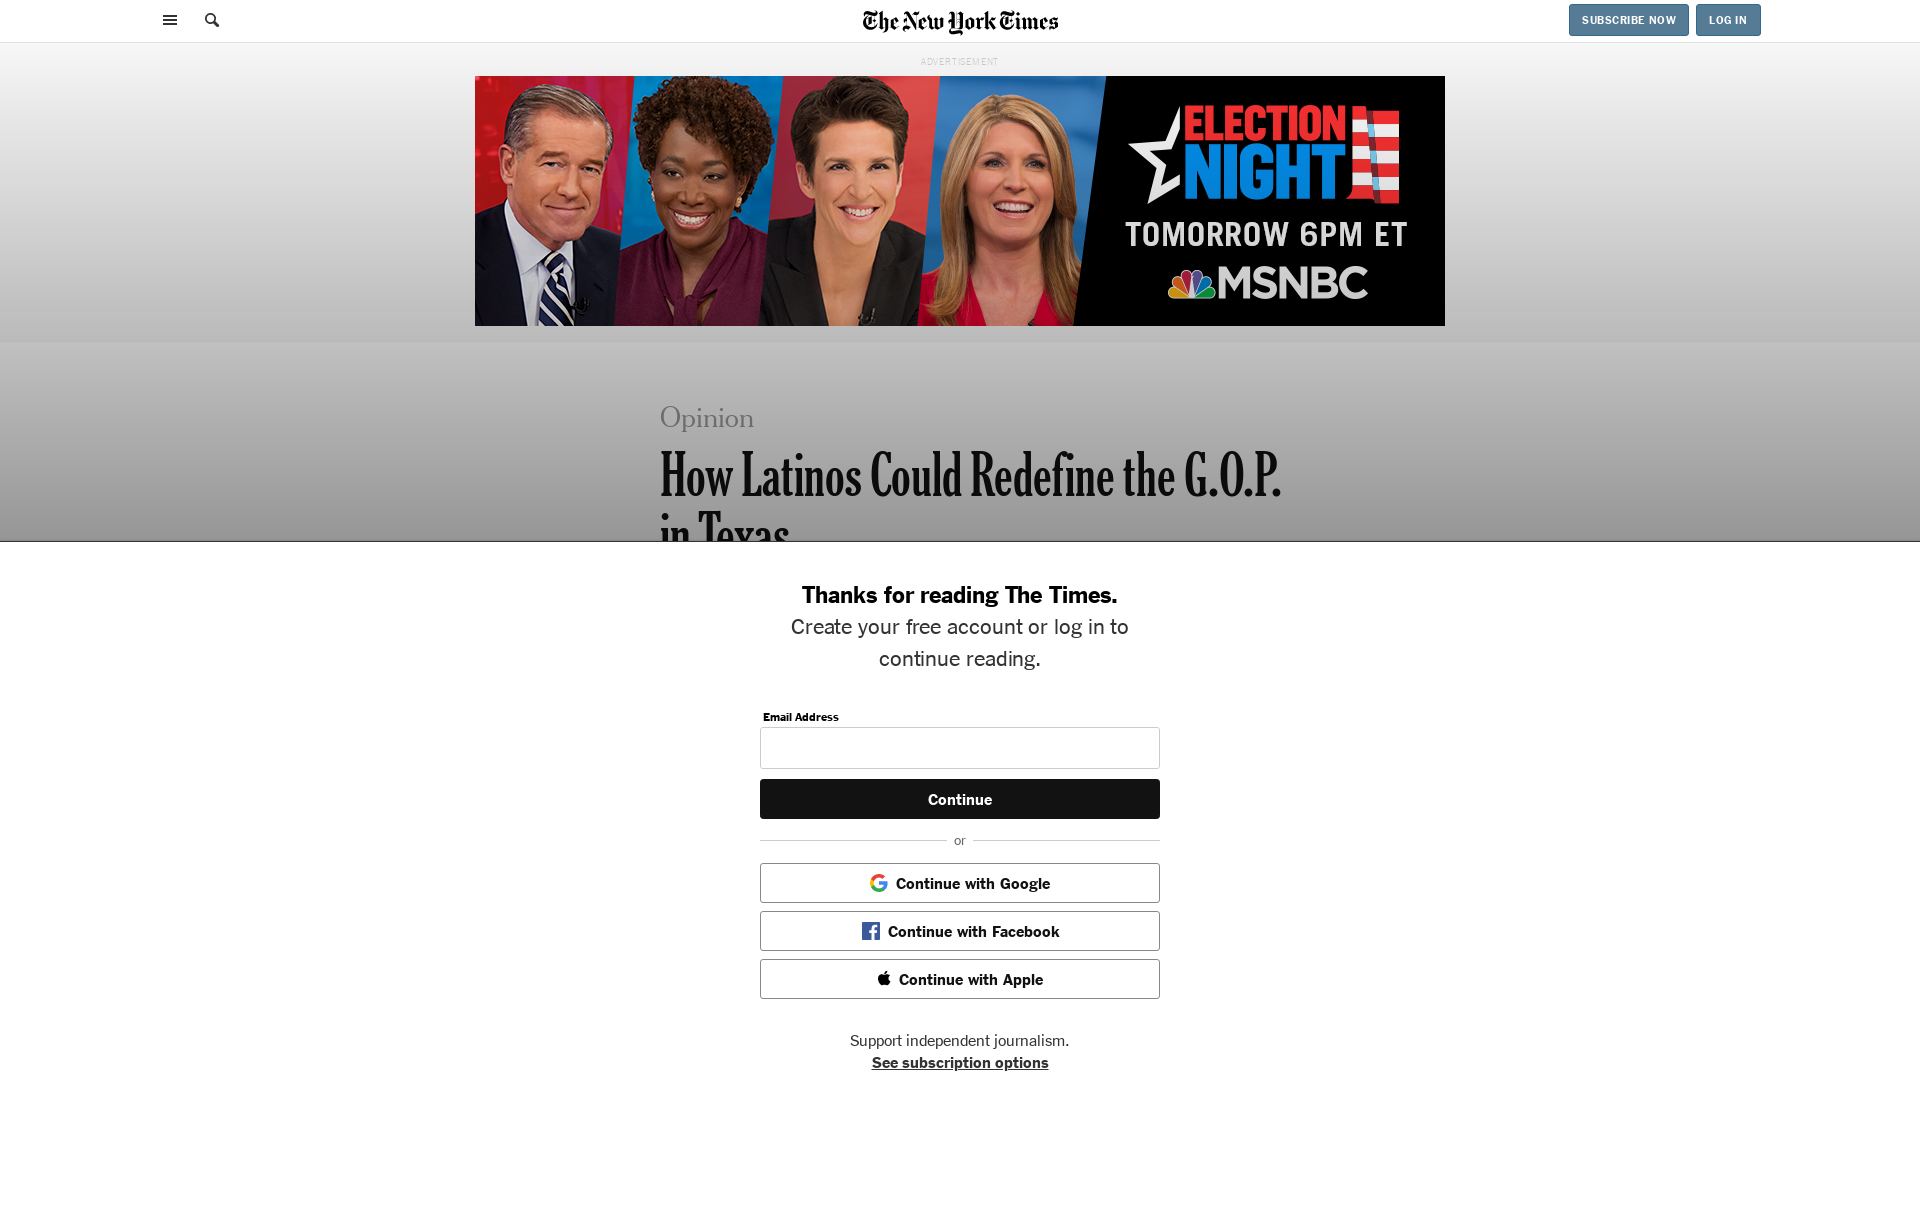 The New York Times
SUBSCRIBE NOW
LOG IN
ADVERTISEMENT
ELECTION
NIGHT
TOMORROW 6PM ET
MSNBC
Opinion
How Latinos Could Redefine the G.O.P.
in Texas
Thanks for reading The Times.
Create your free account or log in to
continue reading.
Email Address
Continue
or
Continue with Google
Continue with Facebook
Continue with Apple
Support independent journalism.
See subscription options